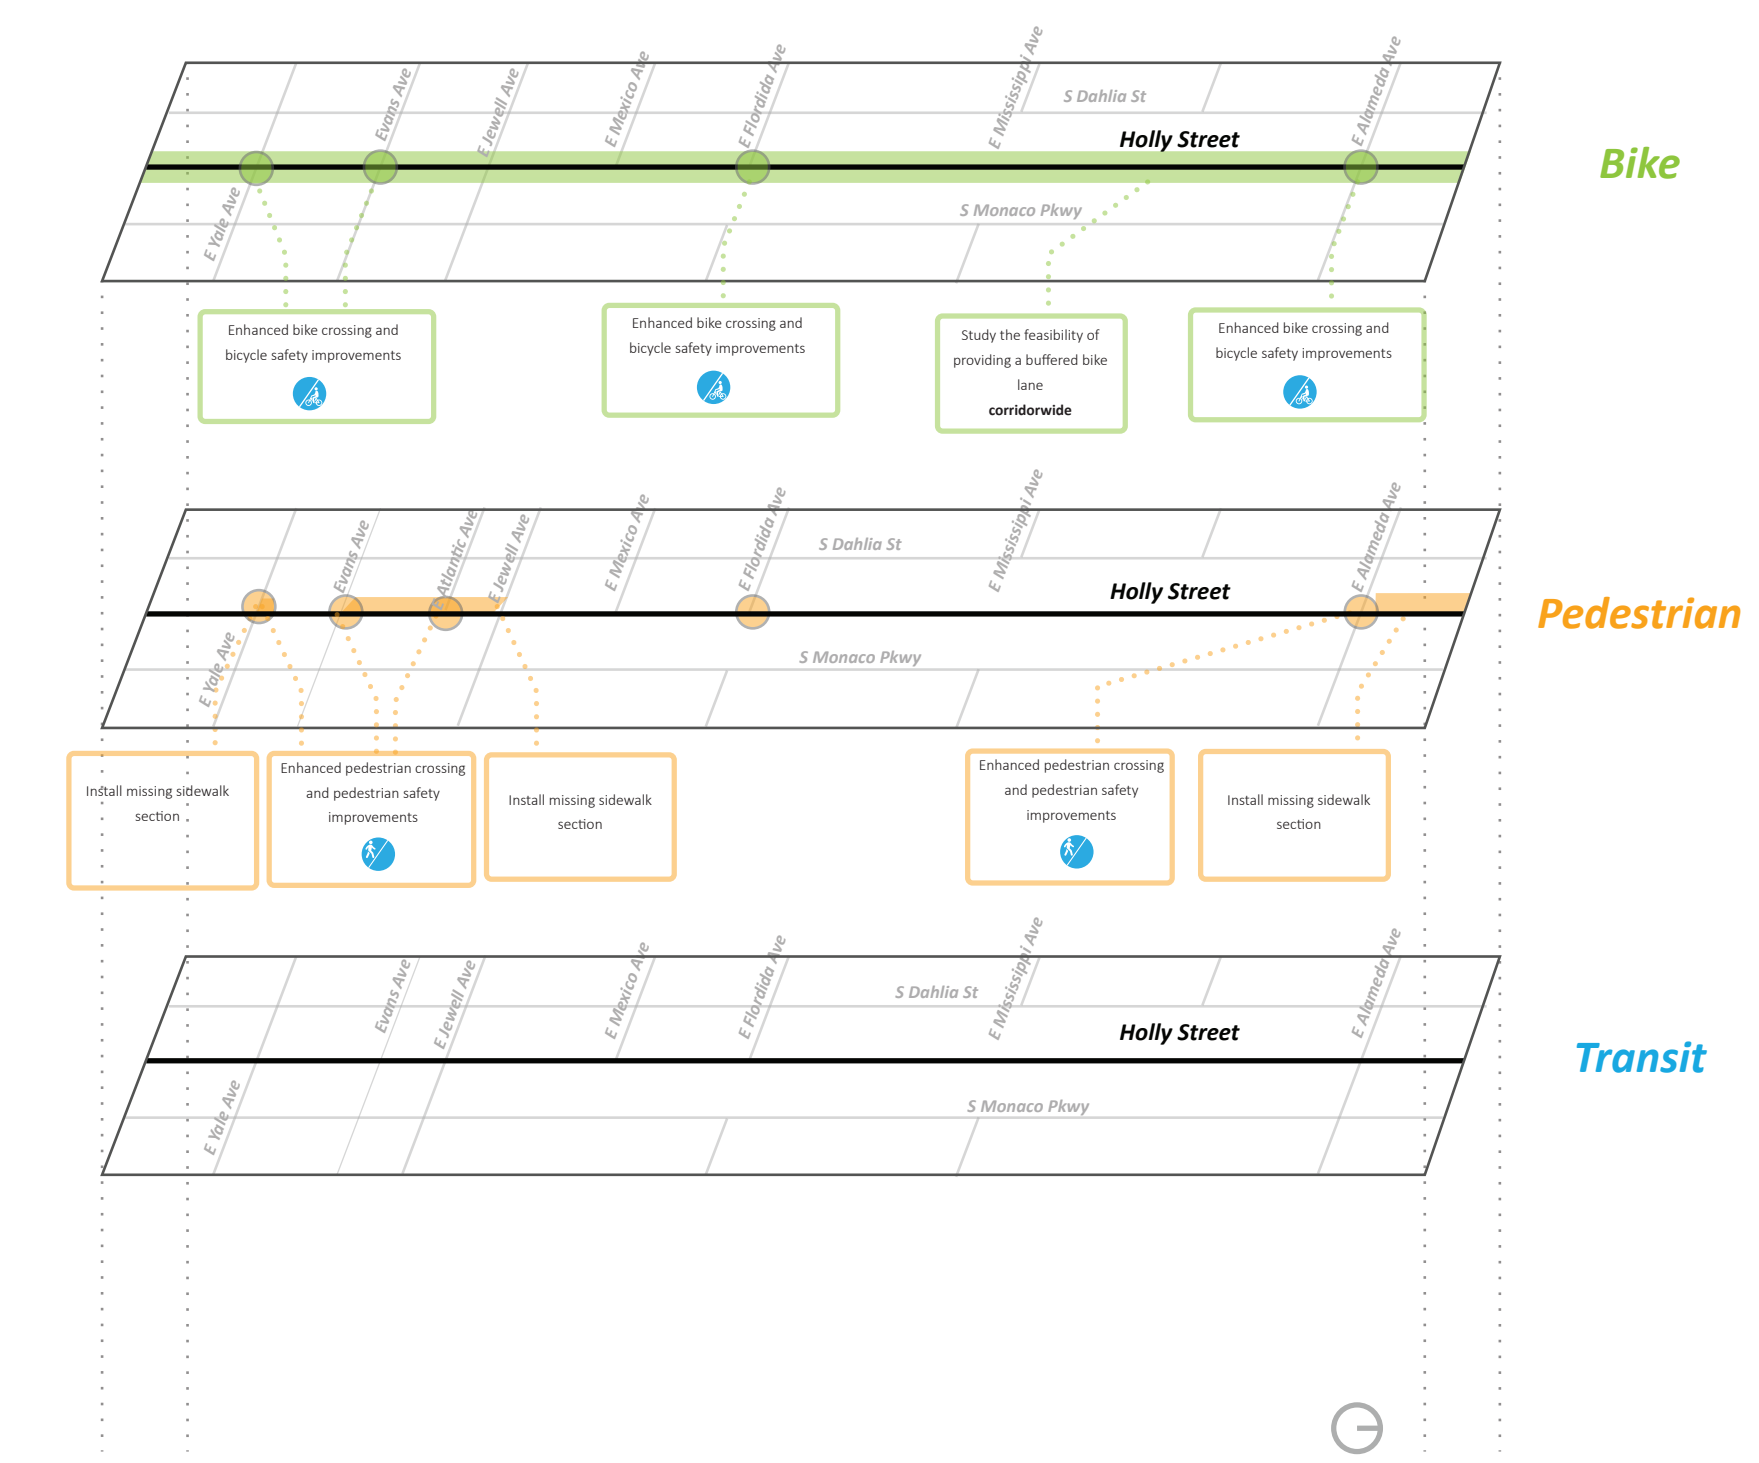 E Mississippi Ave
E Alameda Ave
E Flordida Ave
E Mexico Ave
Evans Ave
E Jewell Ave
S Dahlia St
Holly Street
Bike
E Yale Ave
S Monaco Pkwy
Enhanced bike crossing and
bicycle safety improvements
Enhanced bike crossing and
bicycle safety improvements
Study the feasibility of
providing a buffered bike
lane
corridorwide
Enhanced bike crossing and
bicycle safety improvements
E Mississippi Ave
E Alameda Ave
E Flordida Ave
E Mexico Ave
Evans Ave
E Atlantic Ave
E Jewell Ave
S Dahlia St
Holly Street
Pedestrian
E Yale Ave
S Monaco Pkwy
Install missing sidewalk
section
Enhanced pedestrian crossing
and pedestrian safety
improvements
Install missing sidewalk
section
Enhanced pedestrian crossing
and pedestrian safety
improvements
Install missing sidewalk
section
E Mississippi Ave
E Alameda Ave
E Flordida Ave
E Mexico Ave
Evans Ave
E Jewell Ave
S Dahlia St
Holly Street
Transit
E Yale Ave
S Monaco Pkwy